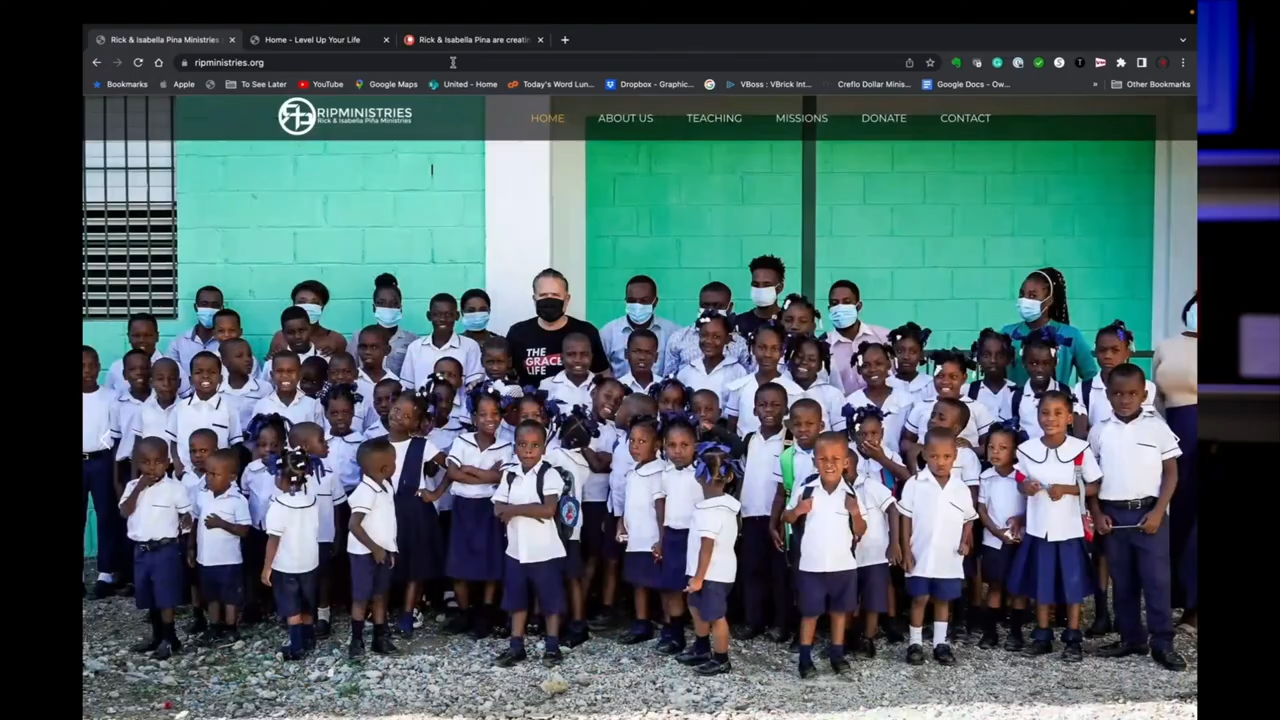 Rick & Isabella Pina Ministries
Home - Level Up Your Life
Rick & Isabella Pina are creatin
ripministries.org
Bookmarks
Apple
To See Later
YouTube
Google Maps
United - Home
Today's Word Lun...
Dropbox - Graphic...
VBoss : VBrick Int...
Creflo Dollar Minis...
Google Docs - Ow...
»
Other Bookmarks
RIPMINISTRIES
Rick & Isabella Piña Ministries
HOME
ABOUT US
TEACHING
MISSIONS
DONATE
CONTACT
THE
GRACE
LIFE